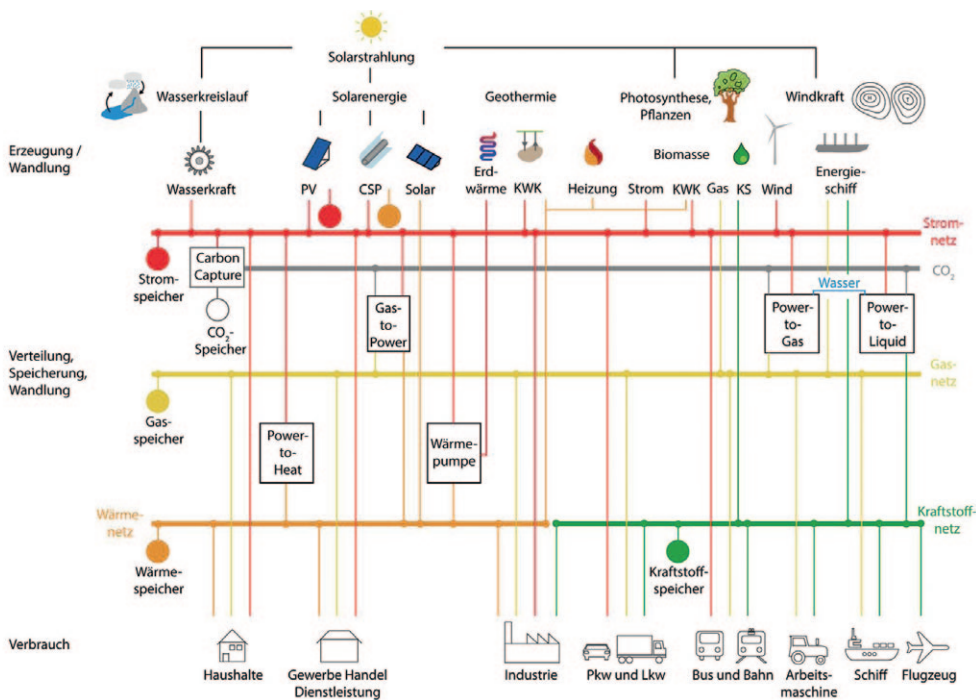 Solarstrahlung
Wasserkreislauf
Solarenergie
Geothermie
Photosynthese,
Pflanzen
Windkraft
Erzeugung /
Wandlung
Wasserkraft
PV
CSP
Solar
Erd-
wärme
KWK
Heizung
Biomasse
Strom
KWK
Gas
KS
Wind
Energie-
schiff
Strom-
netz
Strom-
speicher
Carbon
Capture
CO₂
CO₂-
Speicher
Gas-
to-
Power
Wasser
Power-
to-
Gas
Power-
to-
Liquid
Verteilung,
Speicherung,
Wandlung
Gas-
netz
Gas-
speicher
Power-
to-
Heat
Wärme-
pumpe
Wärme-
netz
Kraftstoff-
netz
Wärme-
speicher
Kraftstoff-
speicher
Verbrauch
Haushalte
Gewerbe Handel
Dienstleistung
Industrie
Pkw und Lkw
Bus und Bahn
Arbeits-
maschine
Schiff
Flugzeug